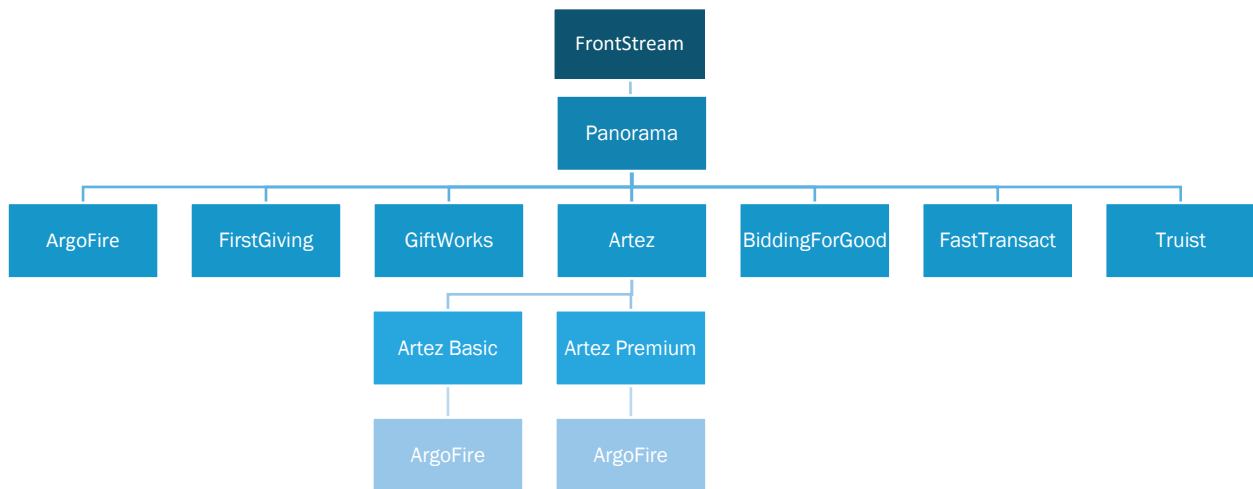 FrontStream
Panorama
ArgoFire
FirstGiving
GiftWorks
Artez
BiddingForGood
FastTransact
Truist
Artez Basic
Artez Premium
ArgoFire
ArgoFire